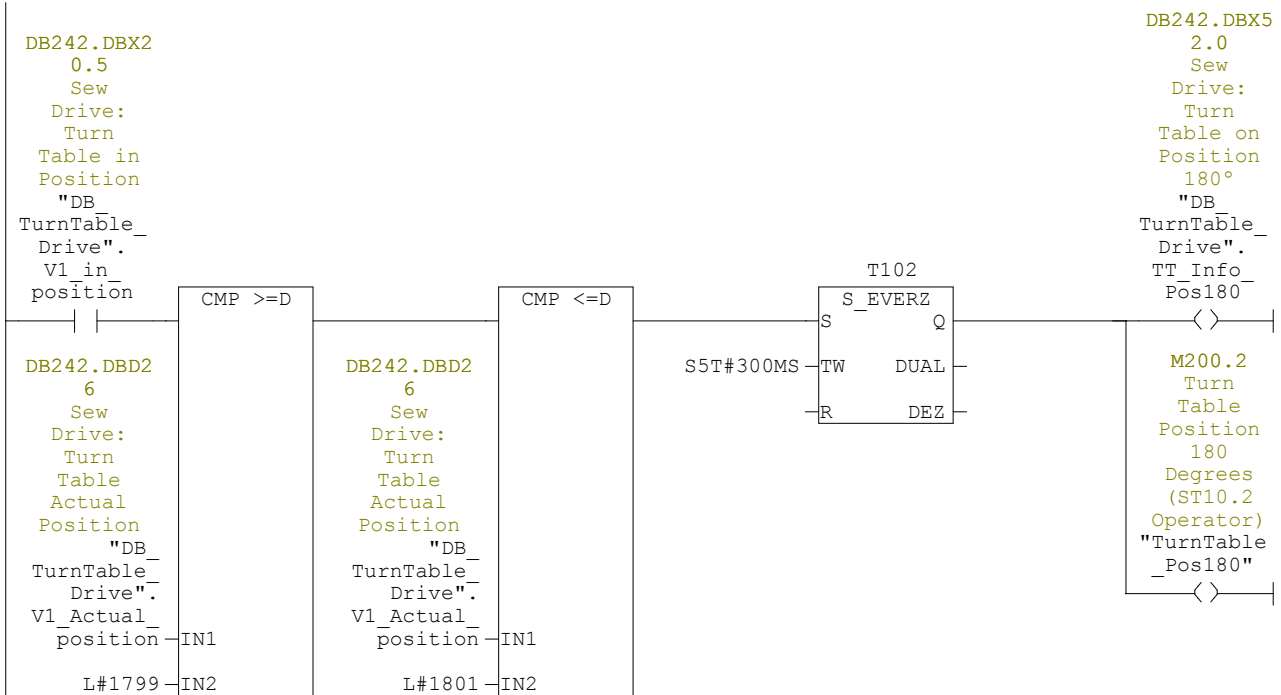 DB242.DBX2
0.5
Sew
Drive:
Turn
Table in
Position
"DB_
TurnTable_
Drive".
V1_in_
position
CMP >=D
DB242.DBD2
6
Sew
Drive:
Turn
Table
Actual
Position
"DB_
TurnTable_
Drive".
V1_Actual_
position
IN1
L#1799
IN2
CMP <=D
DB242.DBD2
6
Sew
Drive:
Turn
Table
Actual
Position
"DB_
TurnTable_
Drive".
V1_Actual_
position
IN1
L#1801
IN2
T102
S_EVERZ
S Q
S5T#300MS TW DUAL
R DEZ
DB242.DBX5
2.0
Sew
Drive:
Turn
Table on
Position
180°
"DB_
TurnTable_
Drive".
TT_Info_
Pos180
M200.2
Turn
Table
Position
180
Degrees
(ST10.2
Operator)
"TurnTable
_Pos180"